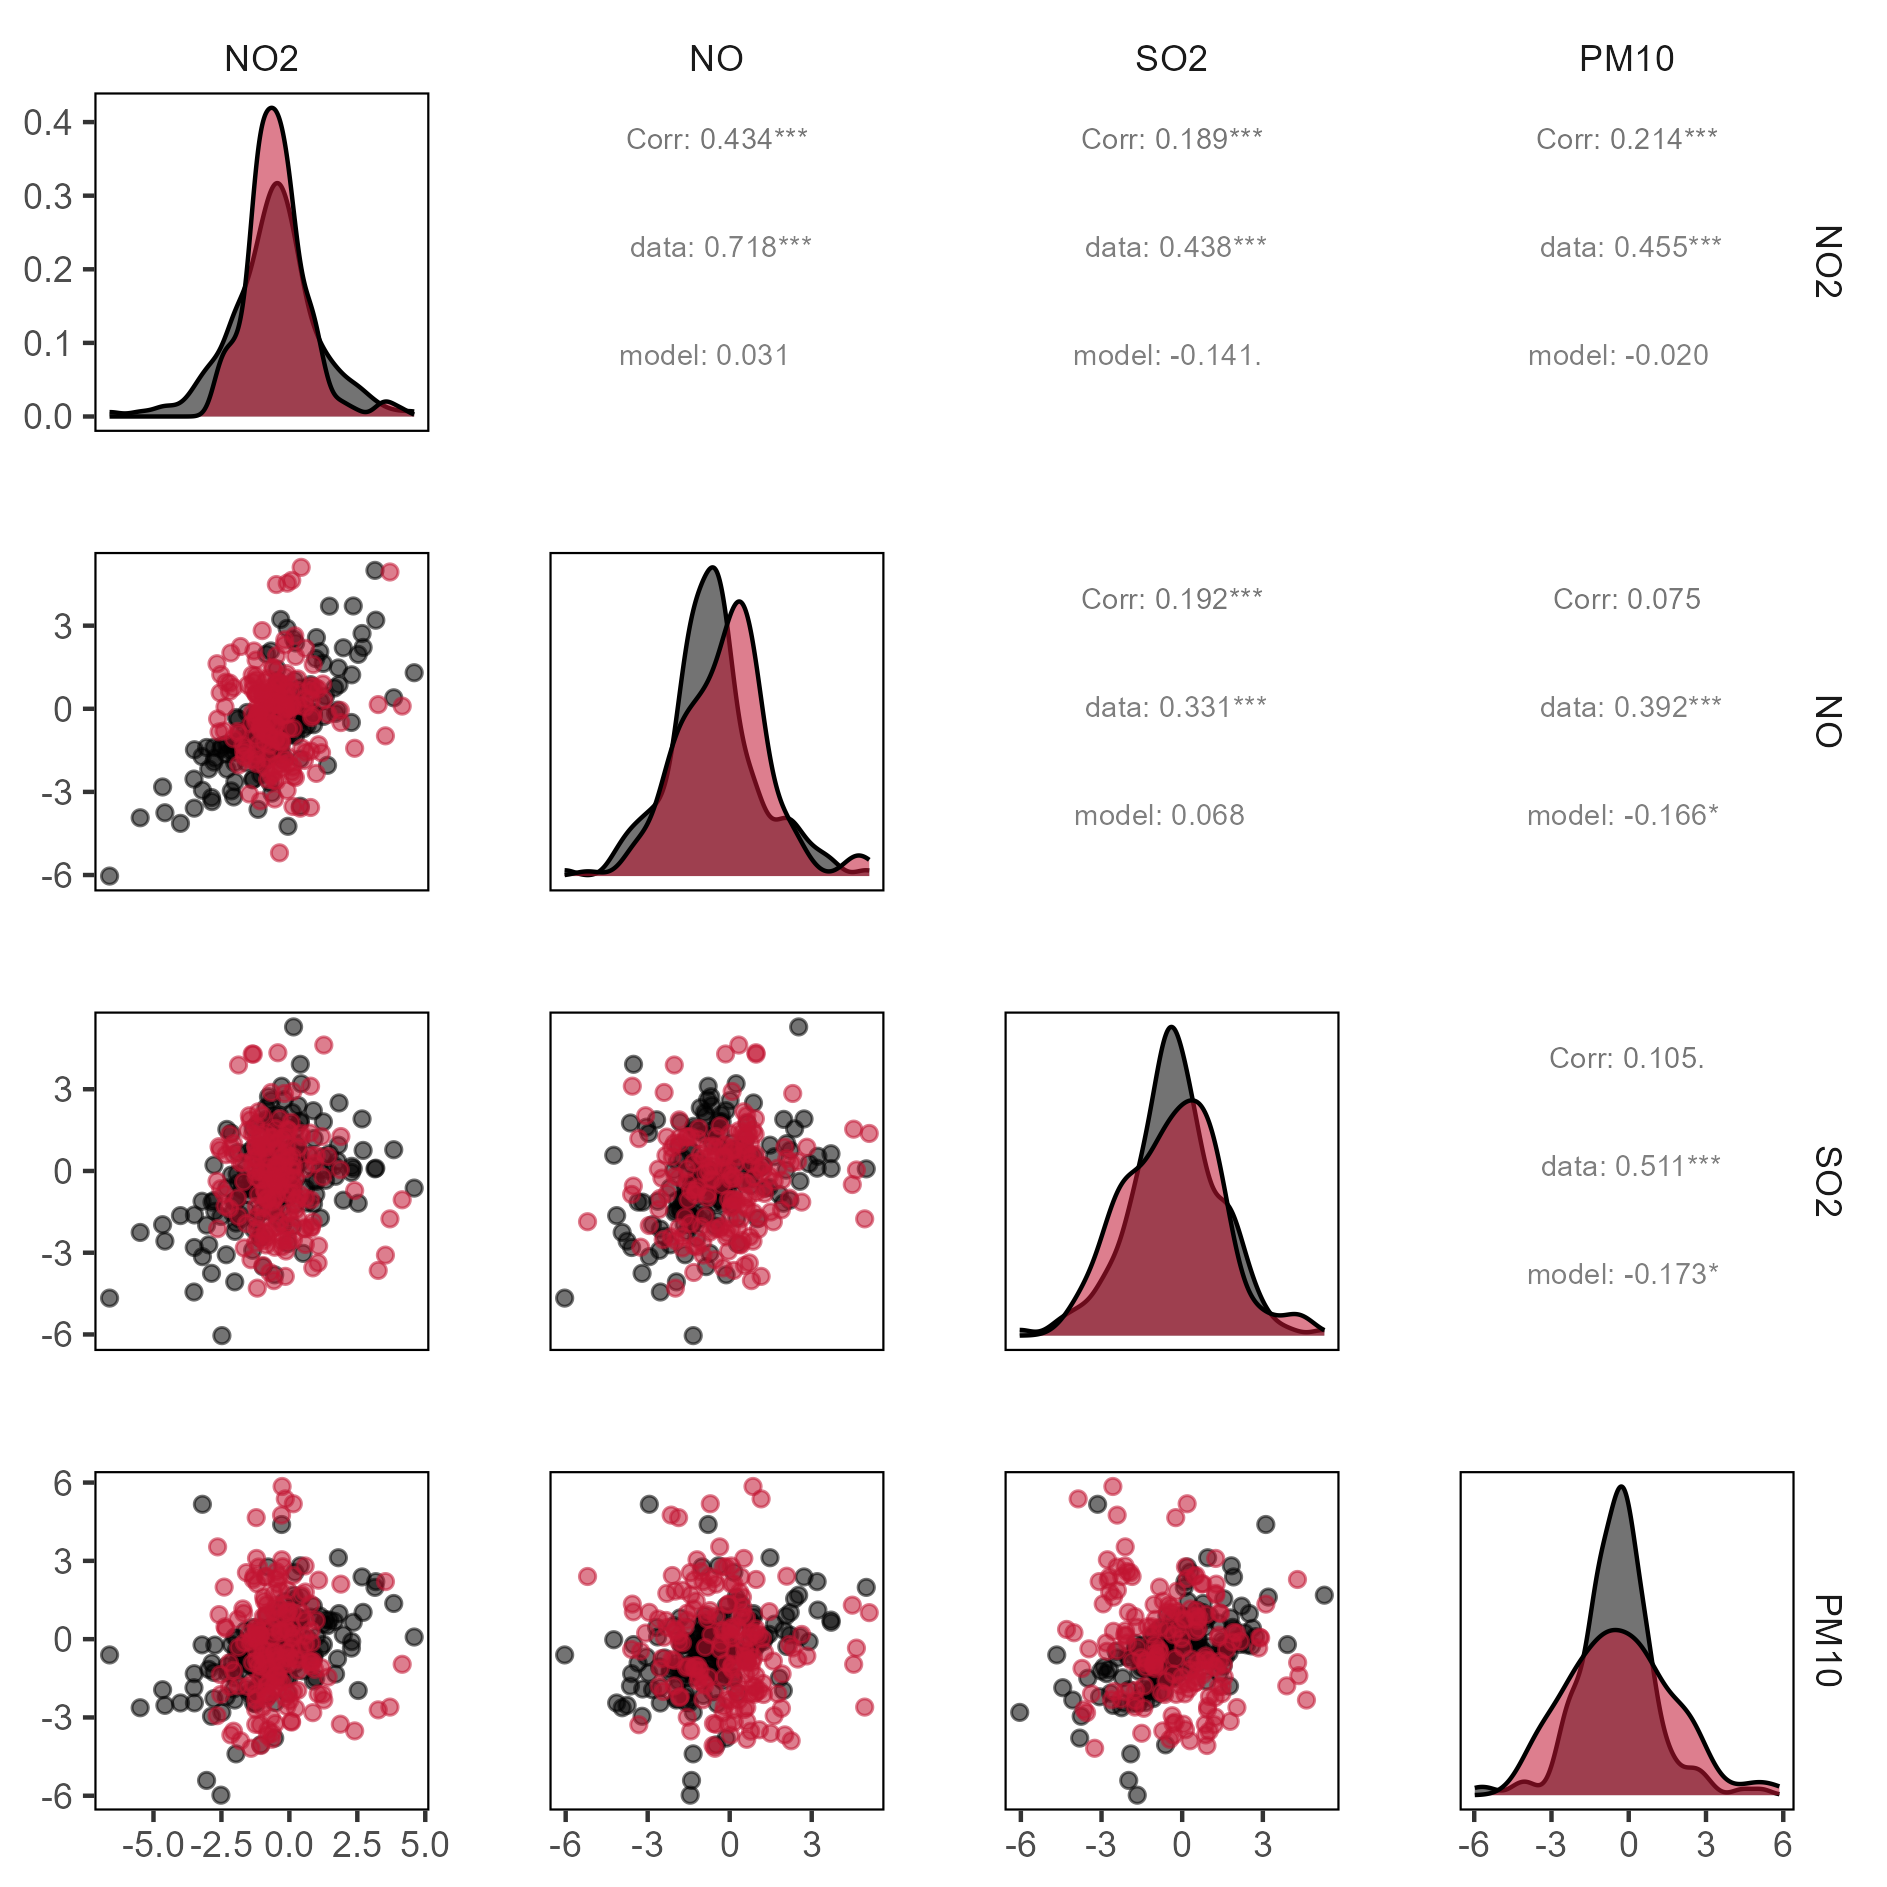 NO2 NO SO2 PM10
0.4
0.3
0.2
0.1
0.0
Corr: 0.434***
data: 0.718***
model: 0.031
Corr: 0.189***
data: 0.438***
model: -0.141.
Corr: 0.214***
data: 0.455***
model: -0.020
NO2
3
0
-3
-6
Corr: 0.192***
data: 0.331***
model: 0.068
Corr: 0.075
data: 0.392***
model: -0.166*
NO
3
0
-3
-6
Corr: 0.105.
data: 0.511***
model: -0.173*
SO2
6
3
0
-3
-6
PM10
-5.0 -2.5 0.0 2.5 5.0
-6 -3 0 3
-6 -3 0 3
-6 -3 0 3 6